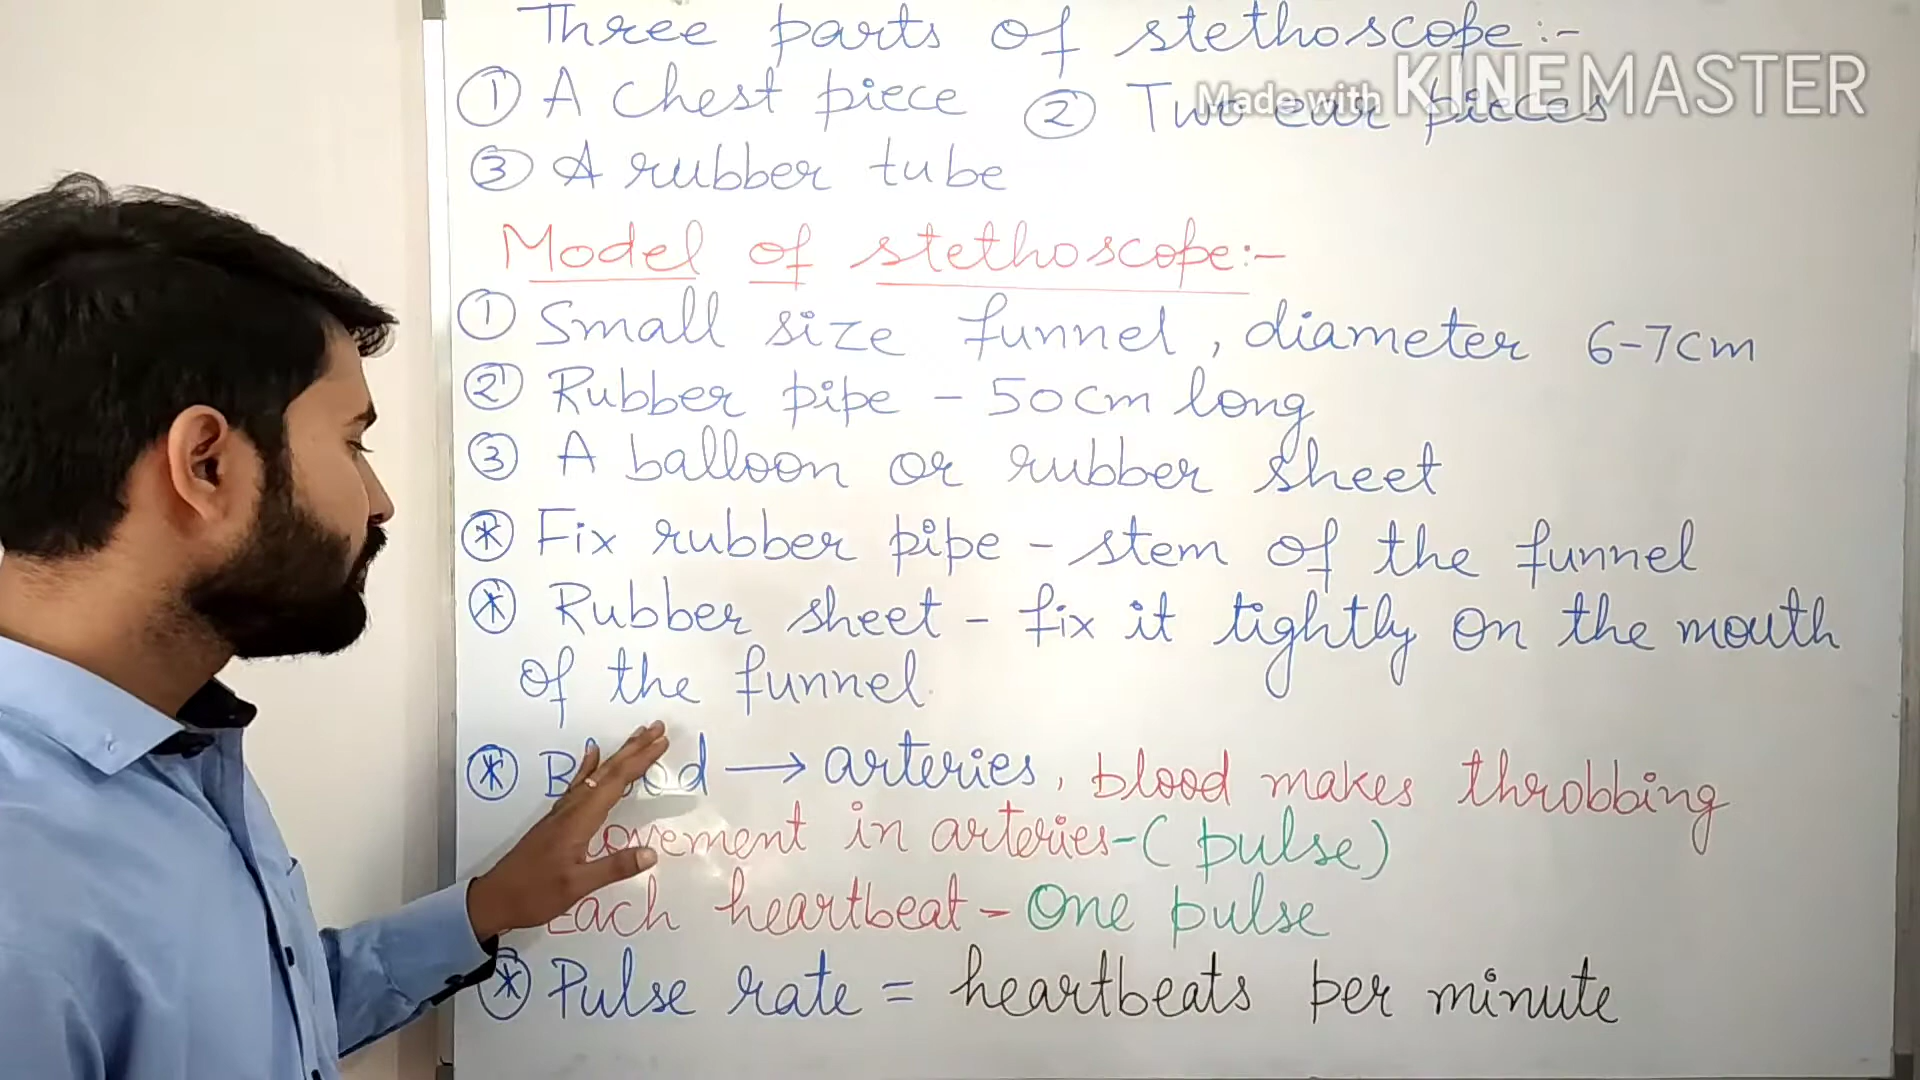 Three parts of stethoscope:-
Made with KINEMASTER
① A chest piece ② Two ear pieces
③ A rubber tube
Model of stethoscope:-
① Small size funnel, diameter 6-7cm
② Rubber pipe - 50cm long
③ A balloon or rubber sheet
* Fix rubber pipe - stem of the funnel
* Rubber sheet - fix it tightly on the mouth
of the funnel.
* Blood → arteries, blood makes throbbing
movement in arteries-(pulse)
Each heartbeat - One pulse
* Pulse rate = heartbeats per minute